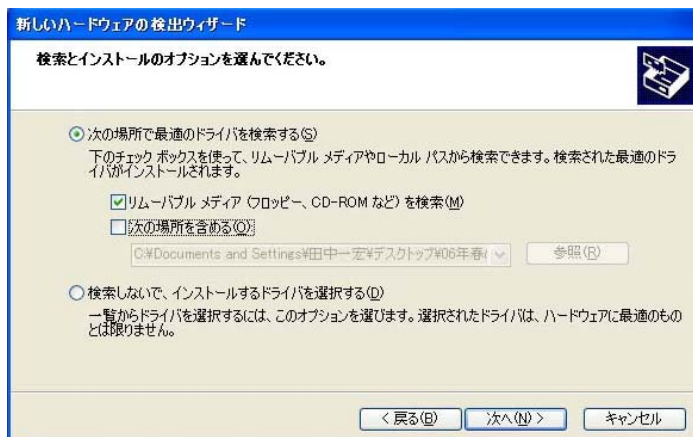 新しいハードウェアの検出ウィザード
検索とインストールのオプションを選んでください。
次の場所で最適のドライバを検索する(S)
下のチェック ボックスを使って、リムーバブル メディアやローカル パスから検索できます。検索された最適のドラ
イバがインストールされます。
リムーバブル メディア (フロッピー、CD-ROM など) を検索(M)
次の場所を含める(O):
C:¥Documents and Settings¥田中一宏¥デスクトップ¥06年春
参照(R)
検索しないで、インストールするドライバを選択する(D)
一覧からドライバを選択するには、このオプションを選びます。選択されたドライバは、ハードウェアに最適のもの
とは限りません。
< 戻る(B)
次へ(N) >
キャンセル